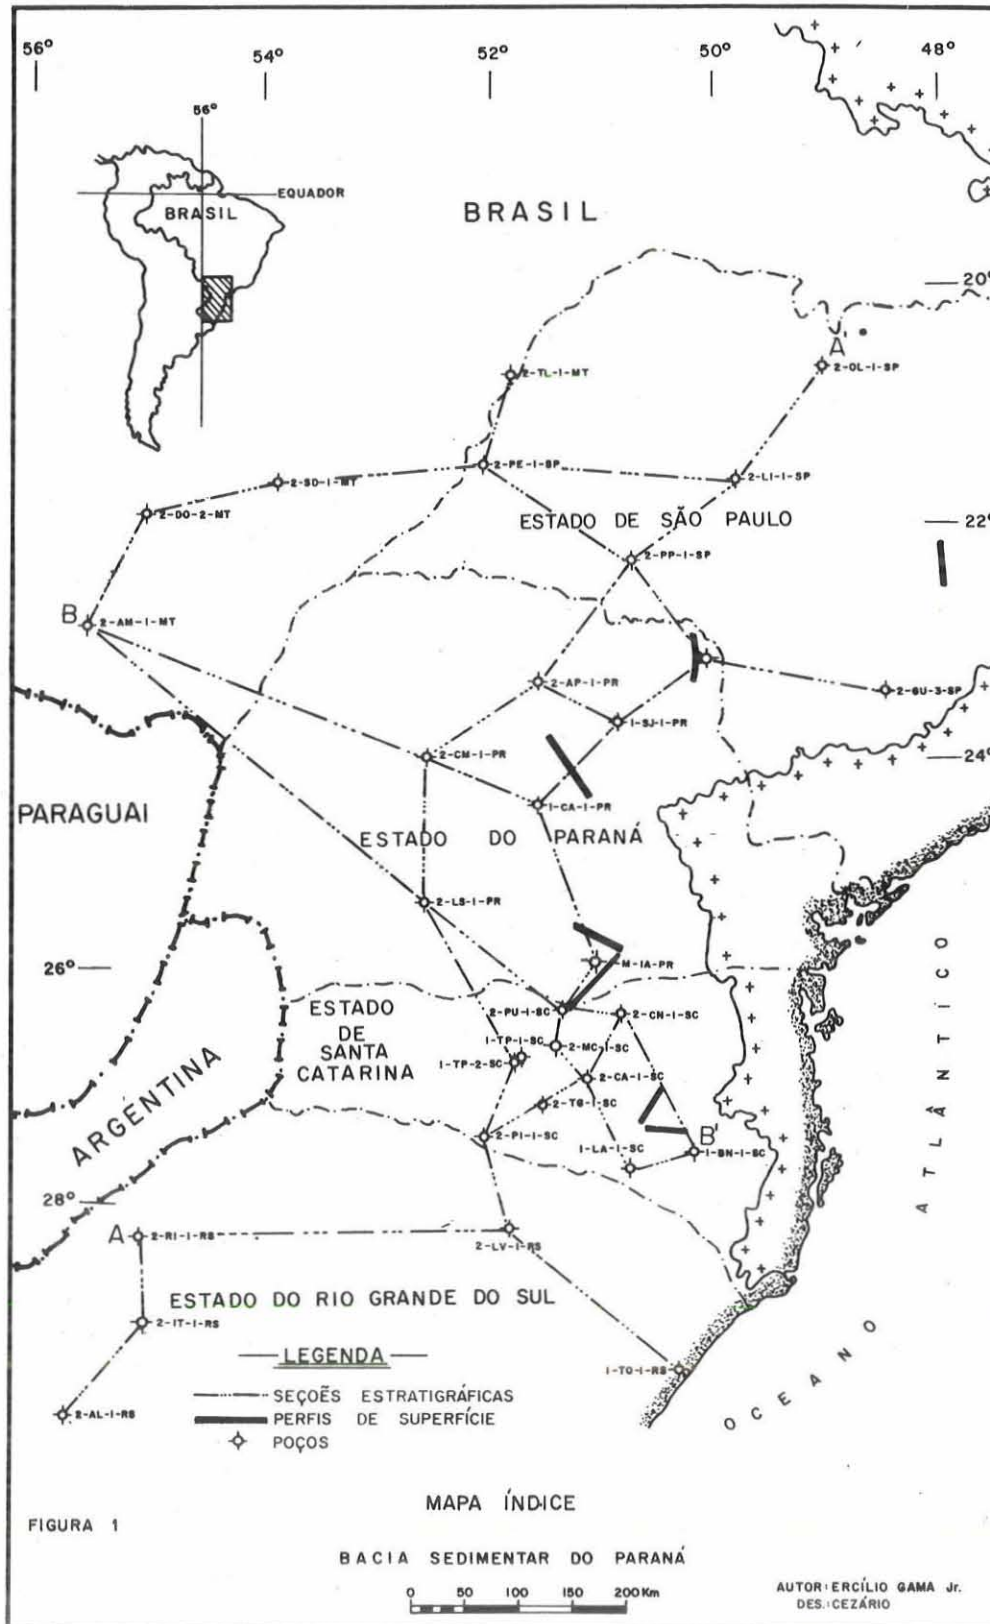 56° 54° 52° 50° 48°
56°
EQUADOR
BRASIL
BRASIL
20°
A'
2-TL-1-MT
2-OL-1-SP
2-PE-1-SP
2-SD-1-MT
2-LI-1-SP
2-DO-2-MT
ESTADO DE SÃO PAULO
22°
2-PP-1-SP
B
2-AM-1-MT
2-AP-1-PR
2-GU-3-SP
1-SJ-1-PR
2-CM-1-PR
24°
PARAGUAI
1-CA-1-PR
ESTADO DO PARANÁ
2-LS-1-PR
26°
M-1A-PR
ESTADO
DE
SANTA
CATARINA
2-PU-1-SC
2-CN-1-SC
1-TP-1-SC
2-MC-1-SC
1-TP-2-SC
2-CA-1-SC
ARGENTINA
2-TG-1-SC
2-PI-1-SC
B'
1-LA-1-SC
1-BN-1-SC
28°
A
2-RI-1-RS
2-LV-1-RS
ESTADO DO RIO GRANDE DO SUL
2-IT-1-RS
1-TO-1-RS
2-AL-1-RS
OCEANO
ATLÂNTICO
LEGENDA
SEÇÕES ESTRATIGRÁFICAS
PERFIS DE SUPERFÍCIE
POÇOS
MAPA ÍNDICE
FIGURA 1
BACIA SEDIMENTAR DO PARANÁ
0 50 100 150 200Km
AUTOR: ERCÍLIO GAMA Jr.
DES.: CEZÁRIO